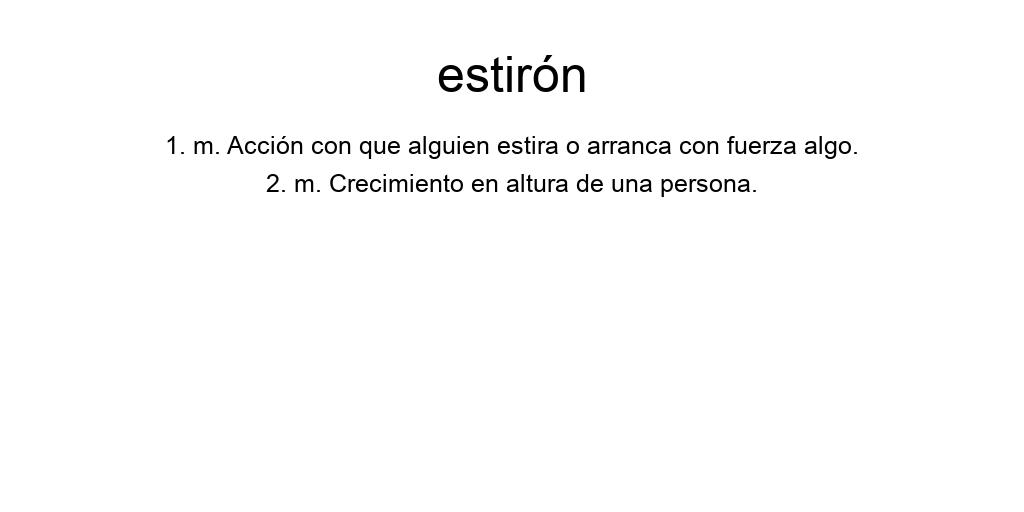 estirón
1. m. Acción con que alguien estira o arranca con fuerza algo.
2. m. Crecimiento en altura de una persona.